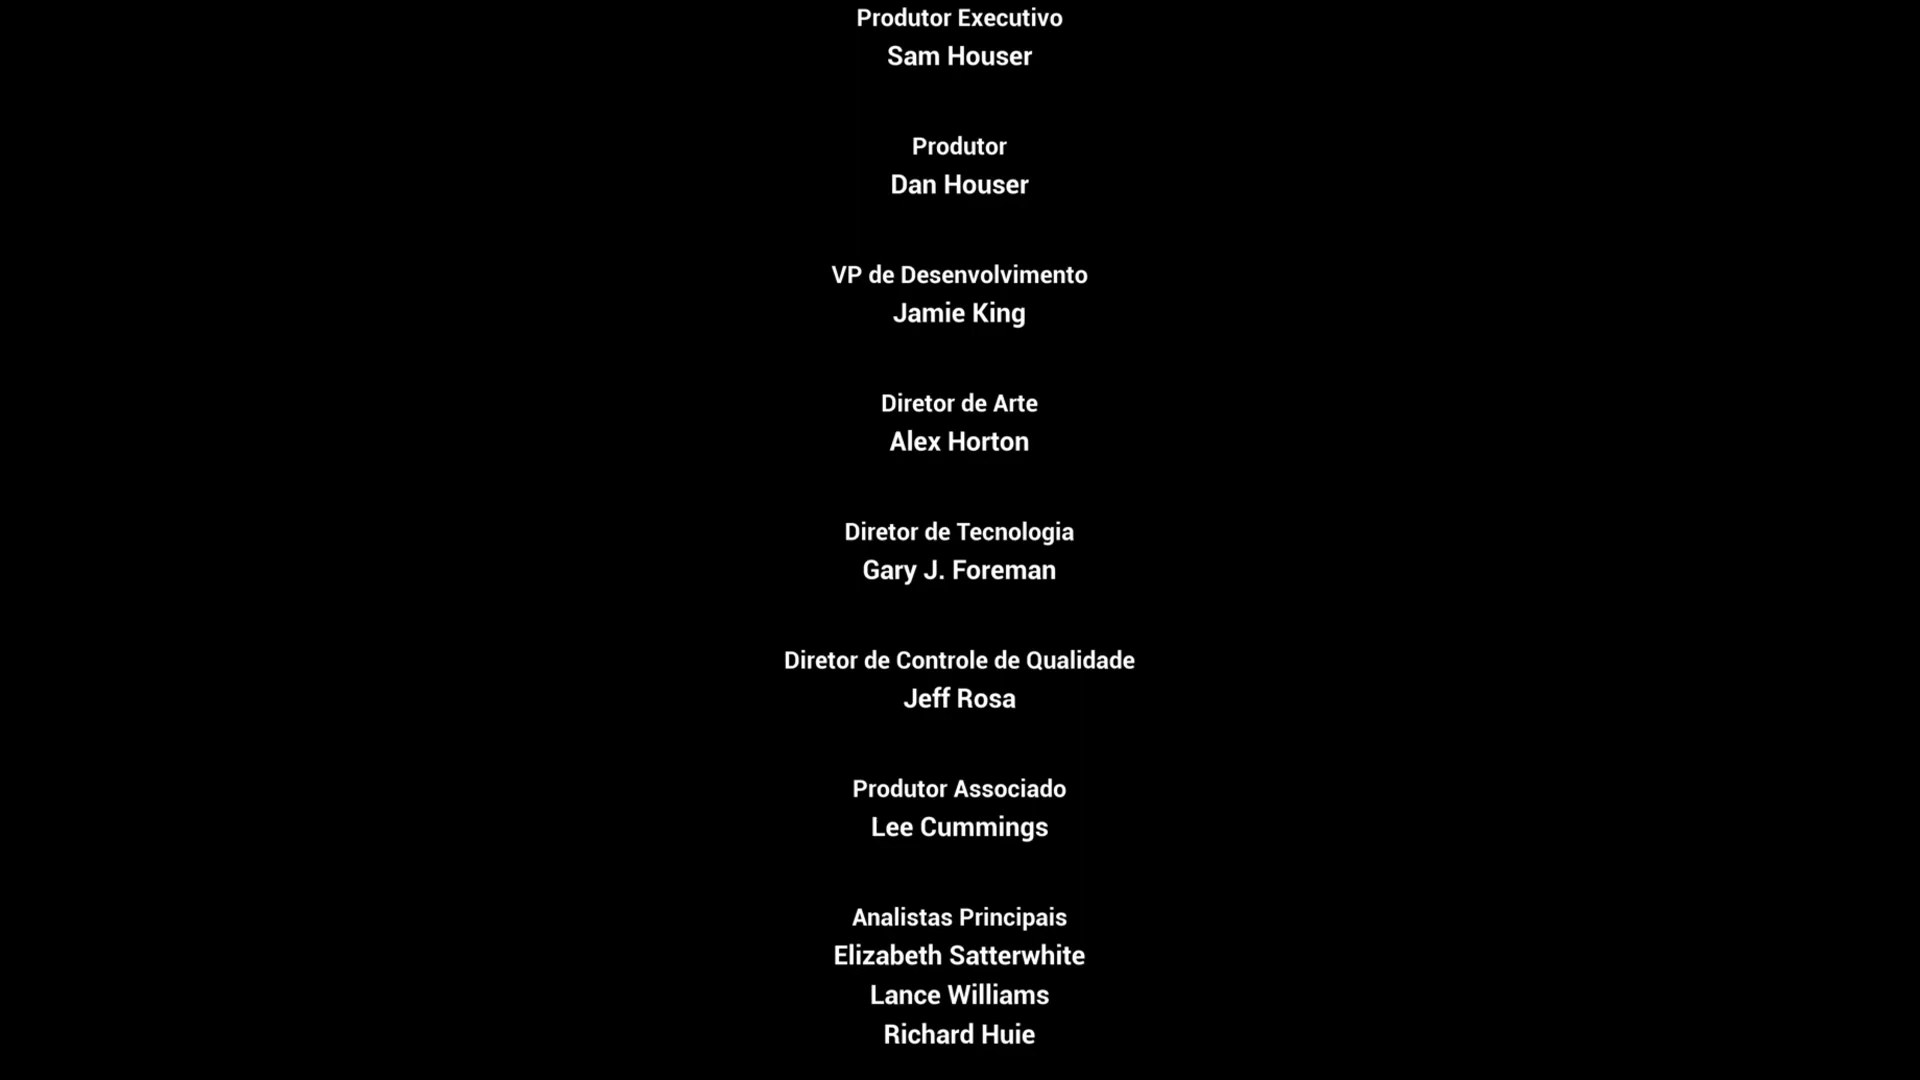 Produtor Executivo
Sam Houser
Produtor
Dan Houser
VP de Desenvolvimento
Jamie King
Diretor de Arte
Alex Horton
Diretor de Tecnologia
Gary J. Foreman
Diretor de Controle de Qualidade
Jeff Rosa
Produtor Associado
Lee Cummings
Analistas Principais
Elizabeth Satterwhite
Lance Williams
Richard Huie